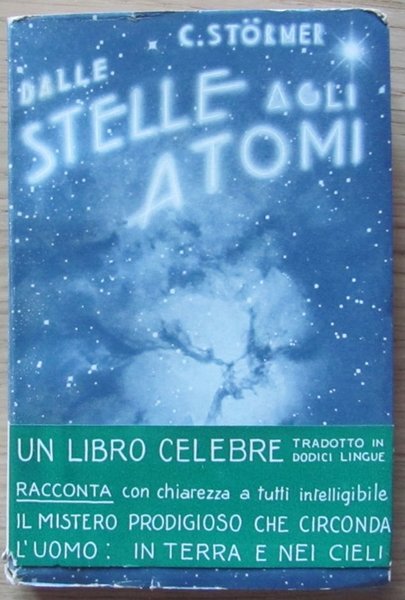 C. STÖRMER
DALLE
STELLE AGLI
ATOMI
UN LIBRO CELEBRE TRADOTTO IN DODICI LINGUE
RACCONTA con chiarezza a tutti intelligibile
IL MISTERO PRODIGIOSO CHE CIRCONDA
L'UOMO: IN TERRA E NEI CIELI